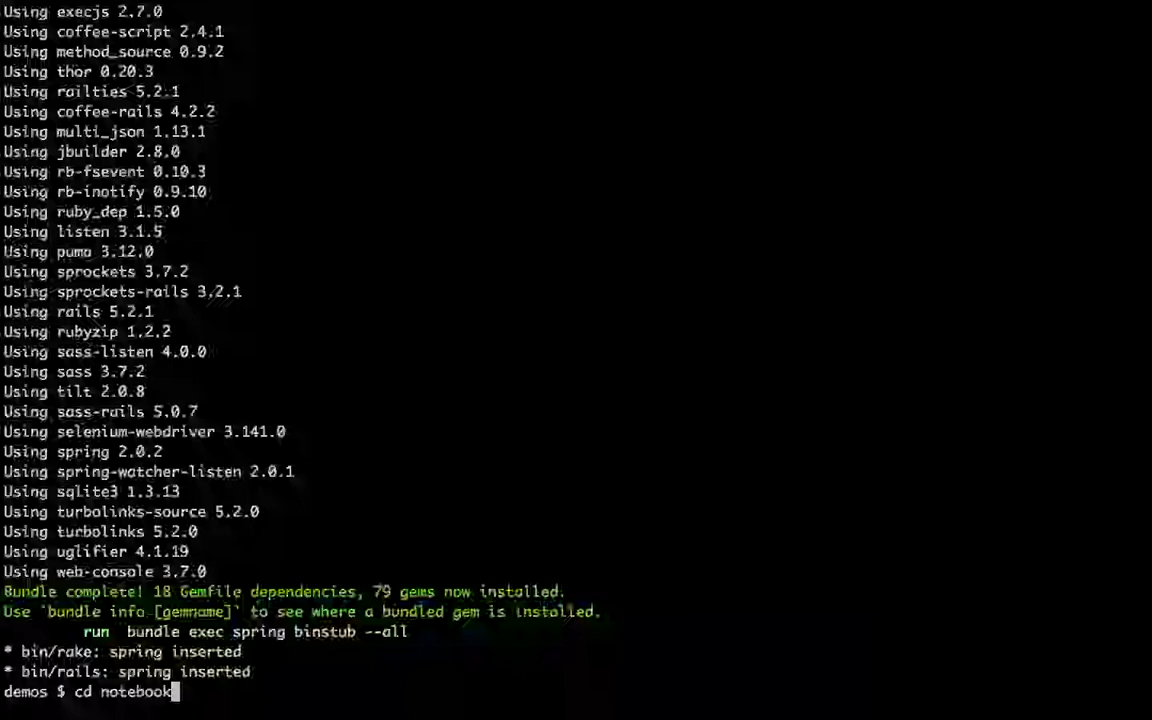 Using execjs 2.7.0
Using coffee-script 2.4.1
Using method_source 0.9.2
Using thor 0.20.3
Using railties 5.2.1
Using coffee-rails 4.2.2
Using multi_json 1.13.1
Using jbuilder 2.8.0
Using rb-fsevent 0.10.3
Using rb-inotify 0.9.10
Using ruby_dep 1.5.0
Using listen 3.1.5
Using puma 3.12.0
Using sprockets 3.7.2
Using sprockets-rails 3.2.1
Using rails 5.2.1
Using rubyzip 1.2.2
Using sass-listen 4.0.0
Using sass 3.7.2
Using tilt 2.0.8
Using sass-rails 5.0.7
Using selenium-webdriver 3.141.0
Using spring 2.0.2
Using spring-watcher-listen 2.0.1
Using sqlite3 1.3.13
Using turbolinks-source 5.2.0
Using turbolinks 5.2.0
Using uglifier 4.1.19
Using web-console 3.7.0
Bundle complete! 18 Gemfile dependencies, 79 gems now installed.
Use `bundle info [gemname]` to see where a bundled gem is installed.
run  bundle exec spring binstub --all
* bin/rake: spring inserted
* bin/rails: spring inserted
demos $ cd notebook